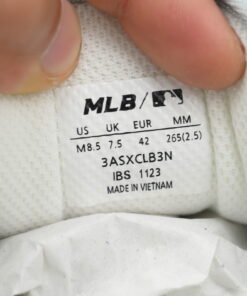 MLB/
US UK EUR MM
M8.5 7.5 42 265(2.5)
3ASXCLB3N
IBS 1123
MADE IN VIETNAM